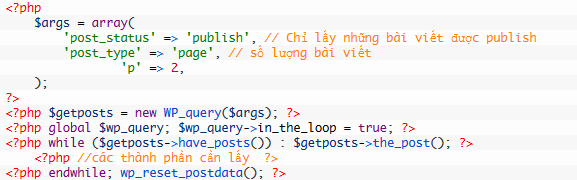 <?php
$args = array(
'post_status' => 'publish', // Chỉ lấy những bài viết được publish
'post_type' => 'page', // số lượng bài viết
'p' => 2,
);
?>
<?php $getposts = new WP_query($args); ?>
<?php global $wp_query; $wp_query->in_the_loop = true; ?>
<?php while ($getposts->have_posts()) : $getposts->the_post(); ?>
<?php //các thành phần cần lấy ?>
<?php endwhile; wp_reset_postdata(); ?>